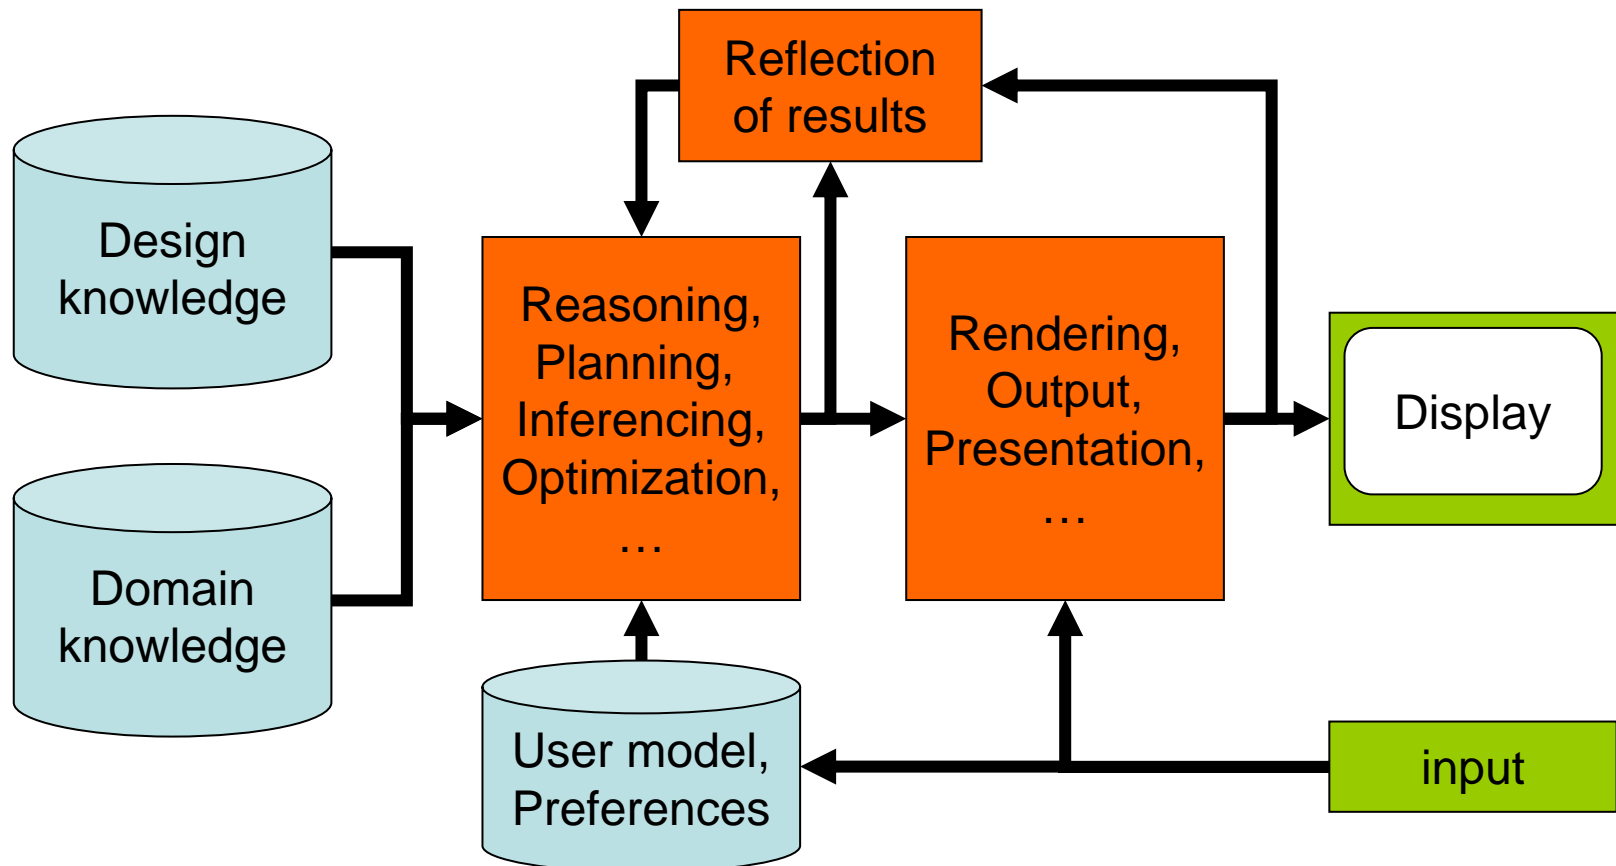 Reflection
of results
Design
knowledge
Reasoning,
Planning,
Inferencing,
Optimization,
…
Rendering,
Output,
Presentation,
…
Display
Domain
knowledge
User model,
Preferences
input